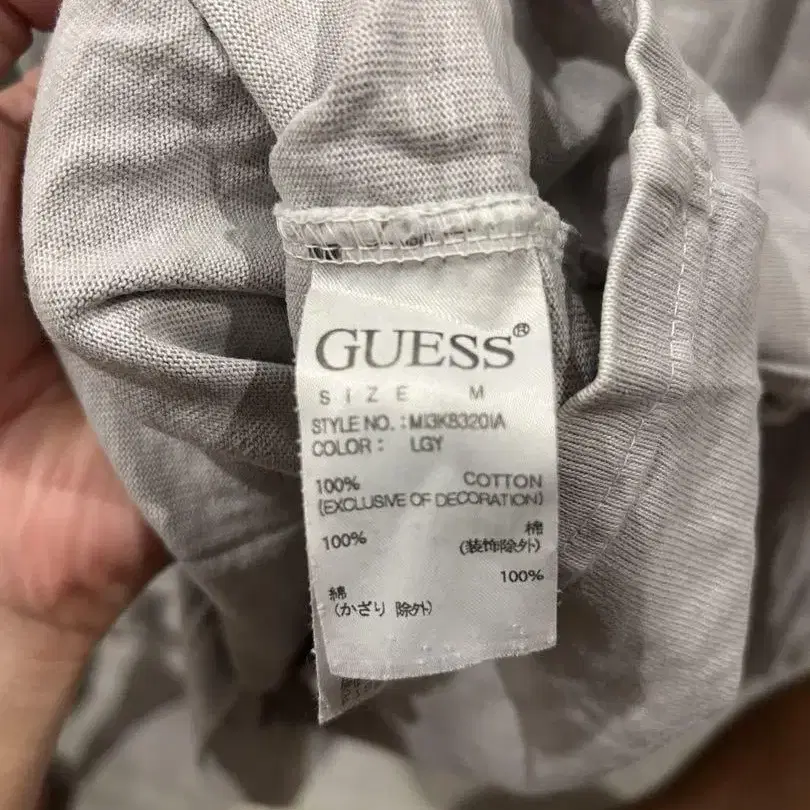 GUESS®
SIZE M
STYLE NO. : MI3K8320IA
COLOR : LGY
100% COTTON
(EXCLUSIVE OF DECORATION)
100% 棉
(装饰除外)
100%
綿
(かざり 除外)